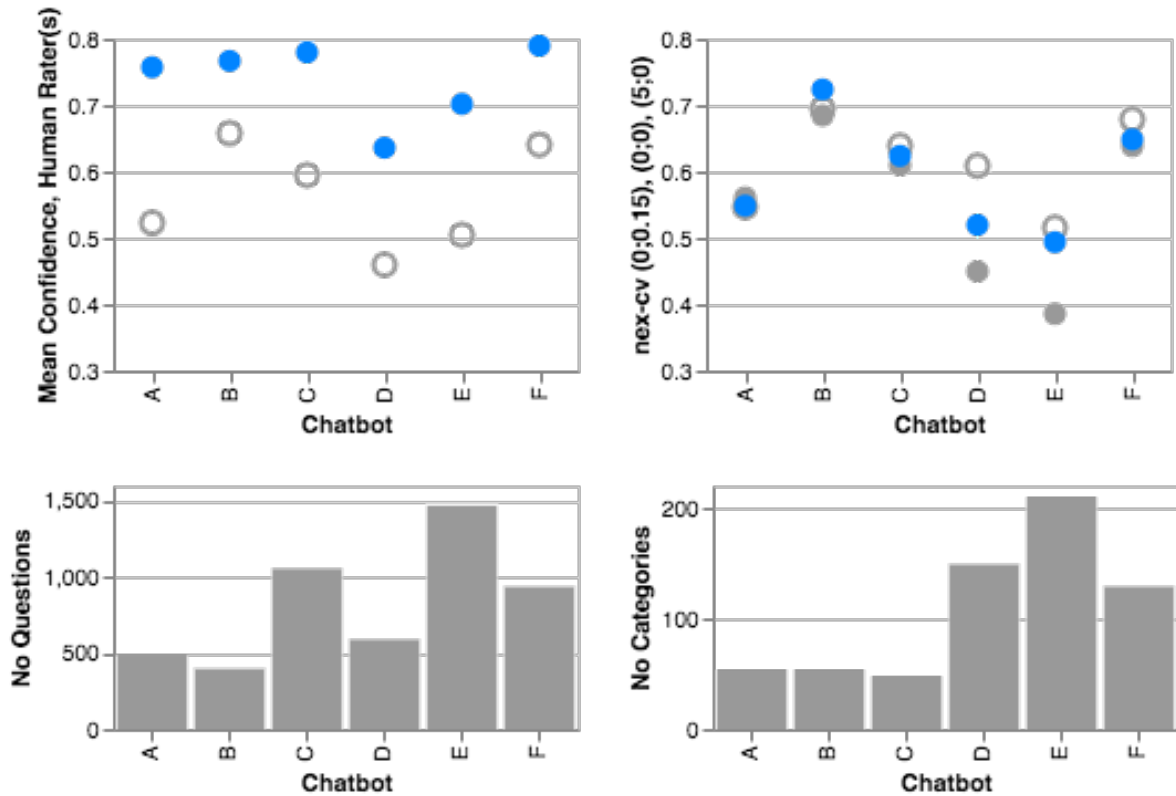 Mean Confidence, Human Rater(s)
0.8
0.7
0.6
0.5
0.4
0.3
A
B
C
D
E
F
Chatbot
nex-cv (0;0.15), (0;0), (5;0)
0.8
0.7
0.6
0.5
0.4
0.3
A
B
C
D
E
F
Chatbot
No Questions
1,500
1,000
500
0
A
B
C
D
E
F
Chatbot
No Categories
200
100
0
A
B
C
D
E
F
Chatbot